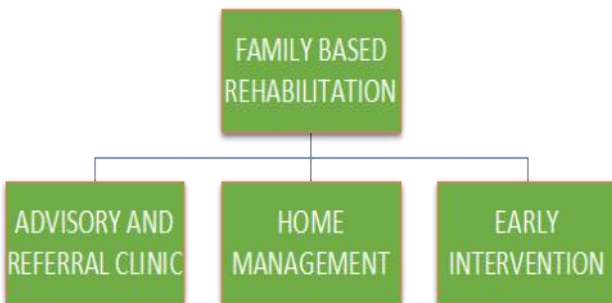 FAMILY BASED
REHABILITATION
ADVISORY AND
REFERRAL CLINIC
HOME
MANAGEMENT
EARLY
INTERVENTION